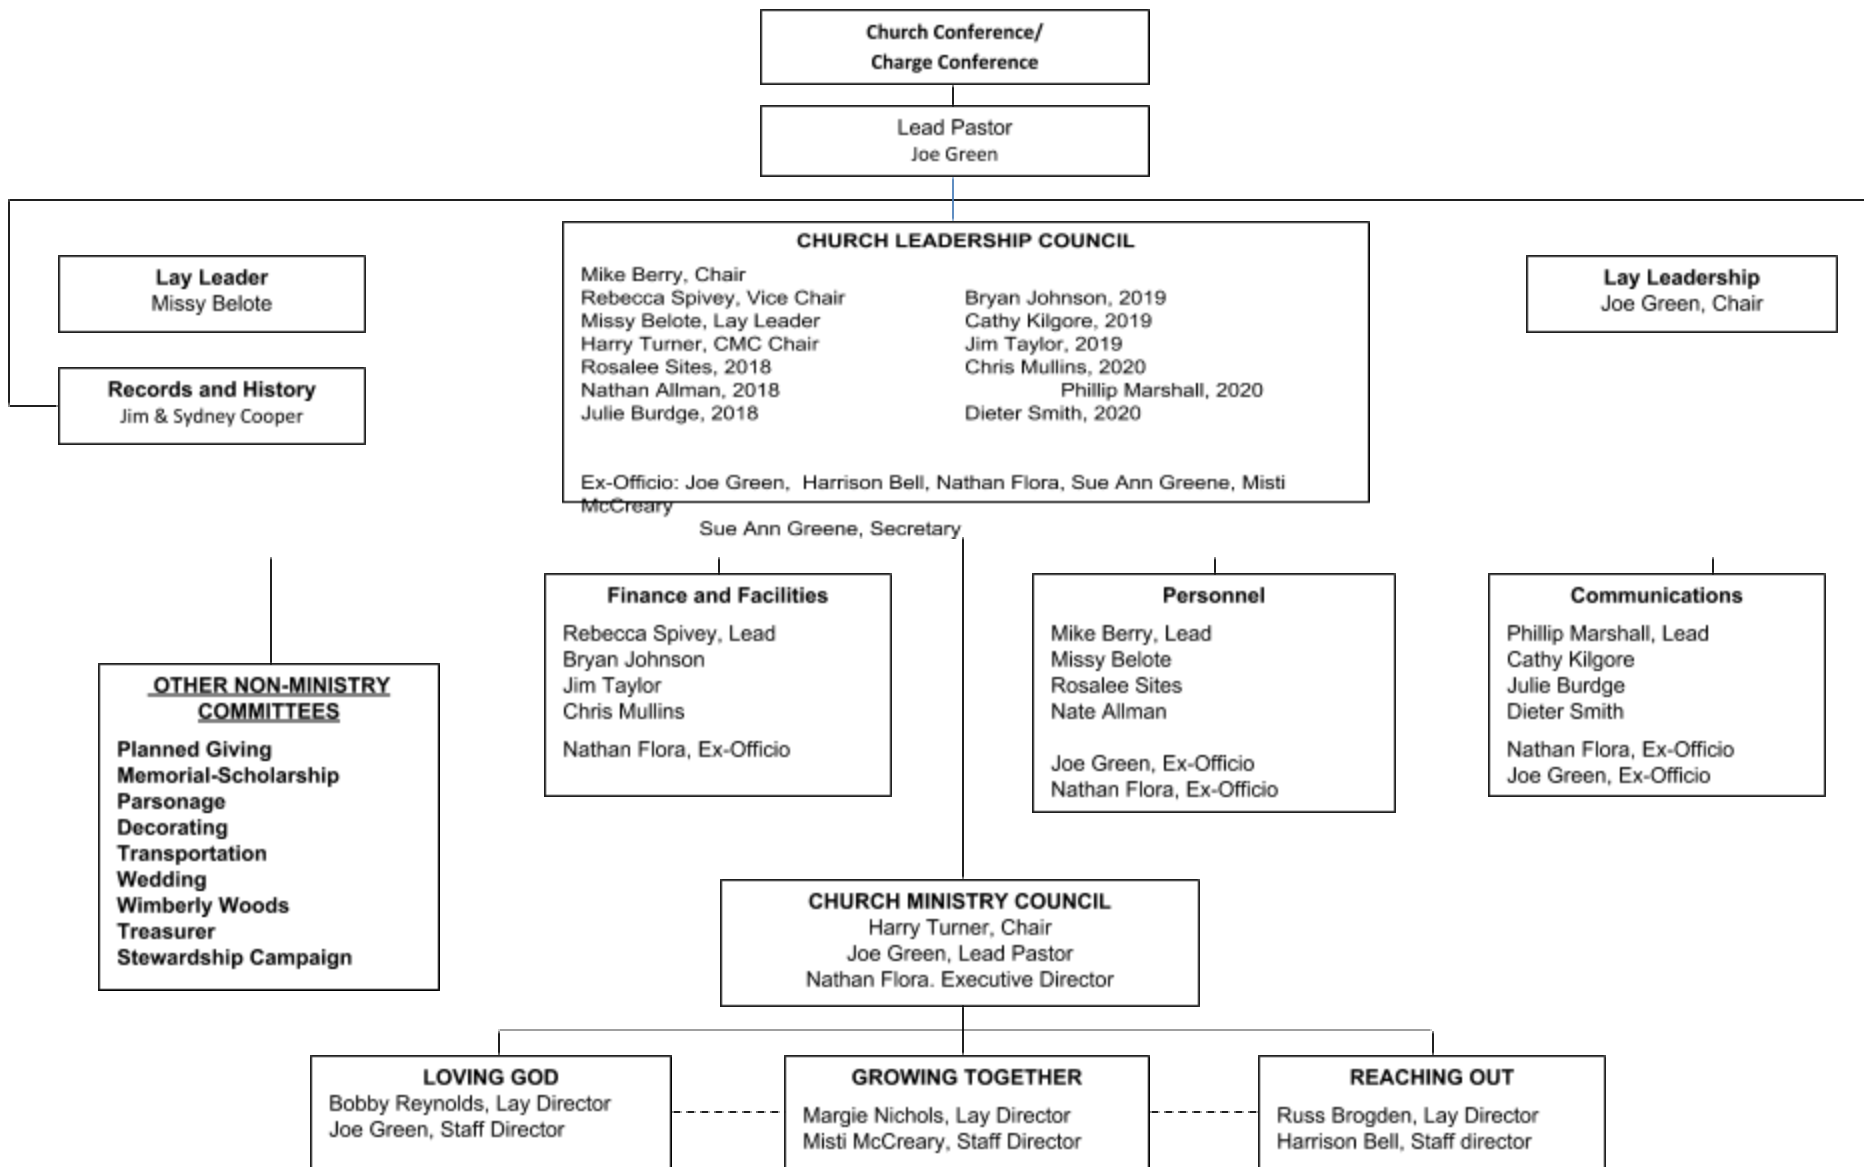 Church Conference/
Charge Conference
Lead Pastor
Joe Green
Lay Leader
Missy Belote
Records and History
Jim & Sydney Cooper
CHURCH LEADERSHIP COUNCIL
Mike Berry, Chair
Rebecca Spivey, Vice Chair Bryan Johnson, 2019
Missy Belote, Lay Leader Cathy Kilgore, 2019
Harry Turner, CMC Chair Jim Taylor, 2019
Rosalee Sites, 2018 Chris Mullins, 2020
Nathan Allman, 2018 Phillip Marshall, 2020
Julie Burdge, 2018 Dieter Smith, 2020
Ex-Officio: Joe Green, Harrison Bell, Nathan Flora, Sue Ann Greene, Misti
McCreary
Sue Ann Greene, Secretary
Lay Leadership
Joe Green, Chair
OTHER NON-MINISTRY
COMMITTEES
Planned Giving
Memorial-Scholarship
Parsonage
Decorating
Transportation
Wedding
Wimberly Woods
Treasurer
Stewardship Campaign
Finance and Facilities
Rebecca Spivey, Lead
Bryan Johnson
Jim Taylor
Chris Mullins
Nathan Flora, Ex-Officio
Personnel
Mike Berry, Lead
Missy Belote
Rosalee Sites
Nate Allman
Joe Green, Ex-Officio
Nathan Flora, Ex-Officio
Communications
Phillip Marshall, Lead
Cathy Kilgore
Julie Burdge
Dieter Smith
Nathan Flora, Ex-Officio
Joe Green, Ex-Officio
CHURCH MINISTRY COUNCIL
Harry Turner, Chair
Joe Green, Lead Pastor
Nathan Flora. Executive Director
LOVING GOD
Bobby Reynolds, Lay Director
Joe Green, Staff Director
GROWING TOGETHER
Margie Nichols, Lay Director
Misti McCreary, Staff Director
REACHING OUT
Russ Brogden, Lay Director
Harrison Bell, Staff director